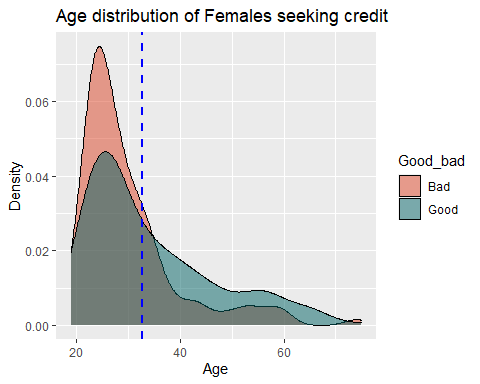 Age distribution of Females seeking credit
0.06
0.04
0.02
0.00
Density
20 40 60
Age
Good_bad
Bad
Good